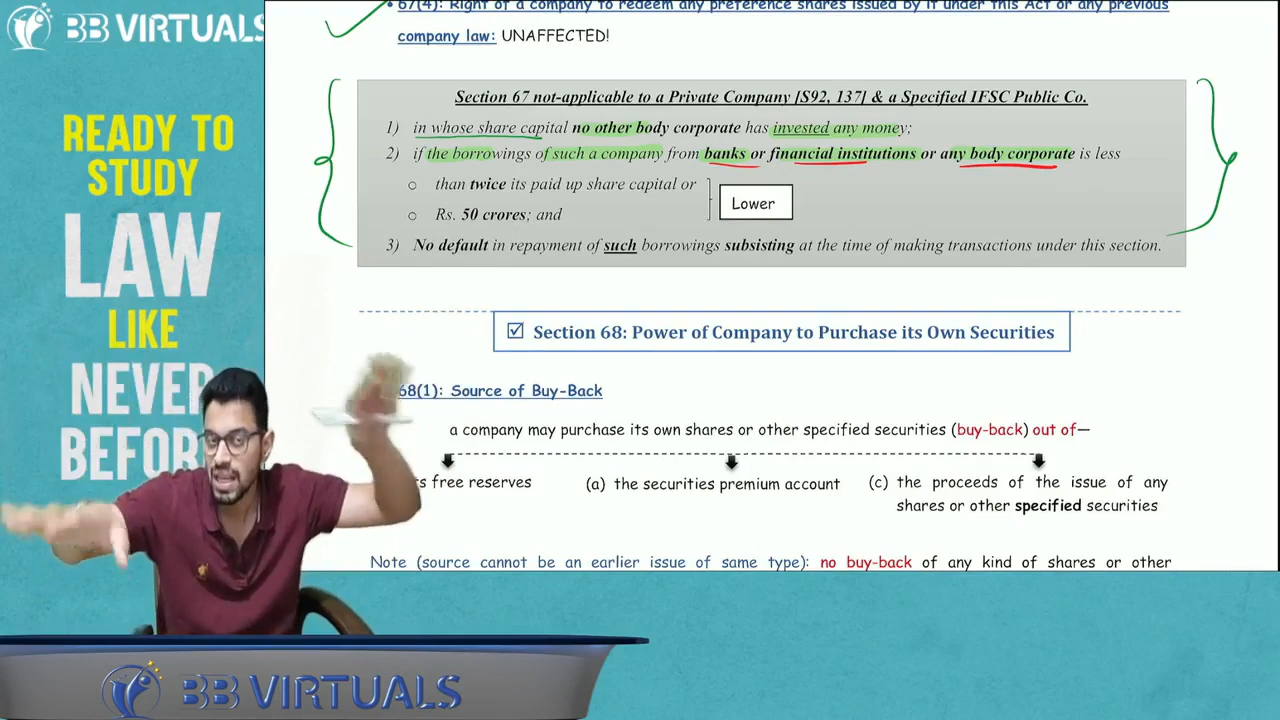 BB VIRTUALS
READY TO
STUDY
LAW
LIKE
NEVER
BEFOR
67(4): Right of a company to redeem any preference shares issued by it under this Act or any previous
company law: UNAFFECTED!
Section 67 not-applicable to a Private Company [S92, 137] & a Specified IFSC Public Co.
1) in whose share capital no other body corporate has invested any money;
2) if the borrowings of such a company from banks or financial institutions or any body corporate is less
o than twice its paid up share capital or
Lower
o Rs. 50 crores; and
3) No default in repayment of such borrowings subsisting at the time of making transactions under this section.
☑ Section 68: Power of Company to Purchase its Own Securities
68(1): Source of Buy-Back
a company may purchase its own shares or other specified securities (buy-back) out of—
s free reserves
(a) the securities premium account
(c) the proceeds of the issue of any
shares or other specified securities
Note (source cannot be an earlier issue of same type): no buy-back of any kind of shares or other
BB VIRTUALS